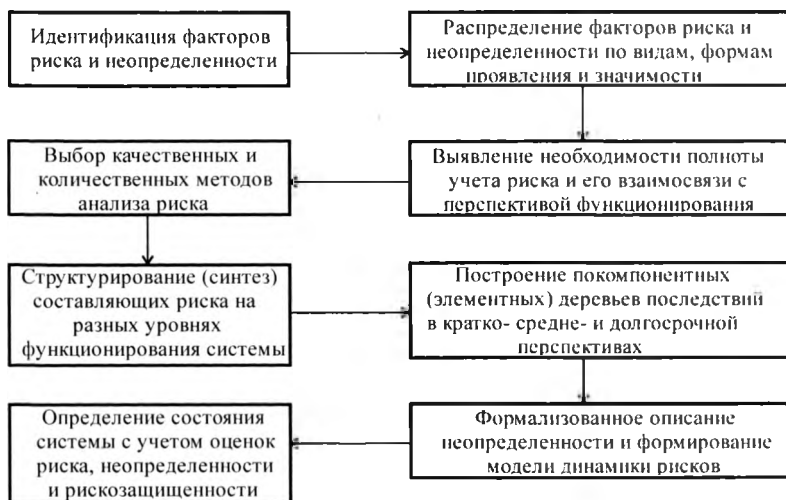 Идентификация факторов
риска и неопределенности
Распределение факторов риска и
неопределенности по видам, формам
проявления и значимости
Выявление необходимости полноты
учета риска и его взаимосвязи с
перспективой функционирования
Выбор качественных и
количественных методов
анализа риска
Структурирование (синтез)
составляющих риска на
разных уровнях
функционирования системы
Построение покомпонентных
(элементных) деревьев последствий
в кратко- средне- и долгосрочной
перспективах
Формализованное описание
неопределенности и формирование
модели динамики рисков
Определение состояния
системы с учетом оценок
риска, неопределенности
и рискозащищенности